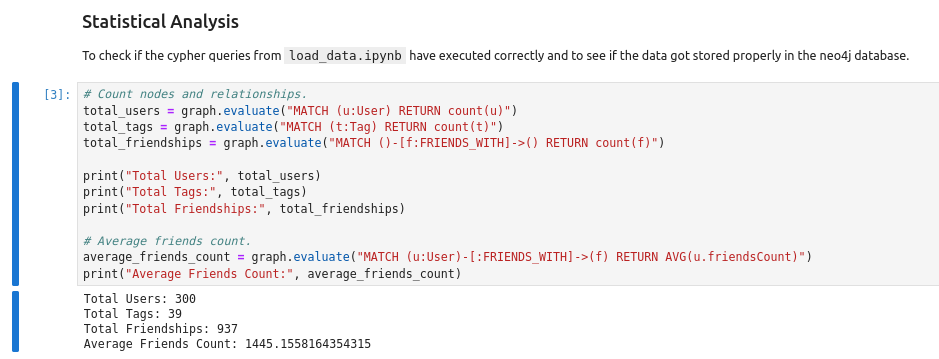 Statistical Analysis
To check if the cypher queries from load_data.ipynb have executed correctly and to see if the data got stored properly in the neo4j database.
[3]: # Count nodes and relationships.
total_users = graph.evaluate("MATCH (u:User) RETURN count(u)")
total_tags = graph.evaluate("MATCH (t:Tag) RETURN count(t)")
total_friendships = graph.evaluate("MATCH ()-[f:FRIENDS_WITH]->() RETURN count(f)")
print("Total Users:", total_users)
print("Total Tags:", total_tags)
print("Total Friendships:", total_friendships)
# Average friends count.
average_friends_count = graph.evaluate("MATCH (u:User)-[:FRIENDS_WITH]->(f) RETURN AVG(u.friendsCount)")
print("Average Friends Count:", average_friends_count)
Total Users: 300
Total Tags: 39
Total Friendships: 937
Average Friends Count: 1445.1558164354315